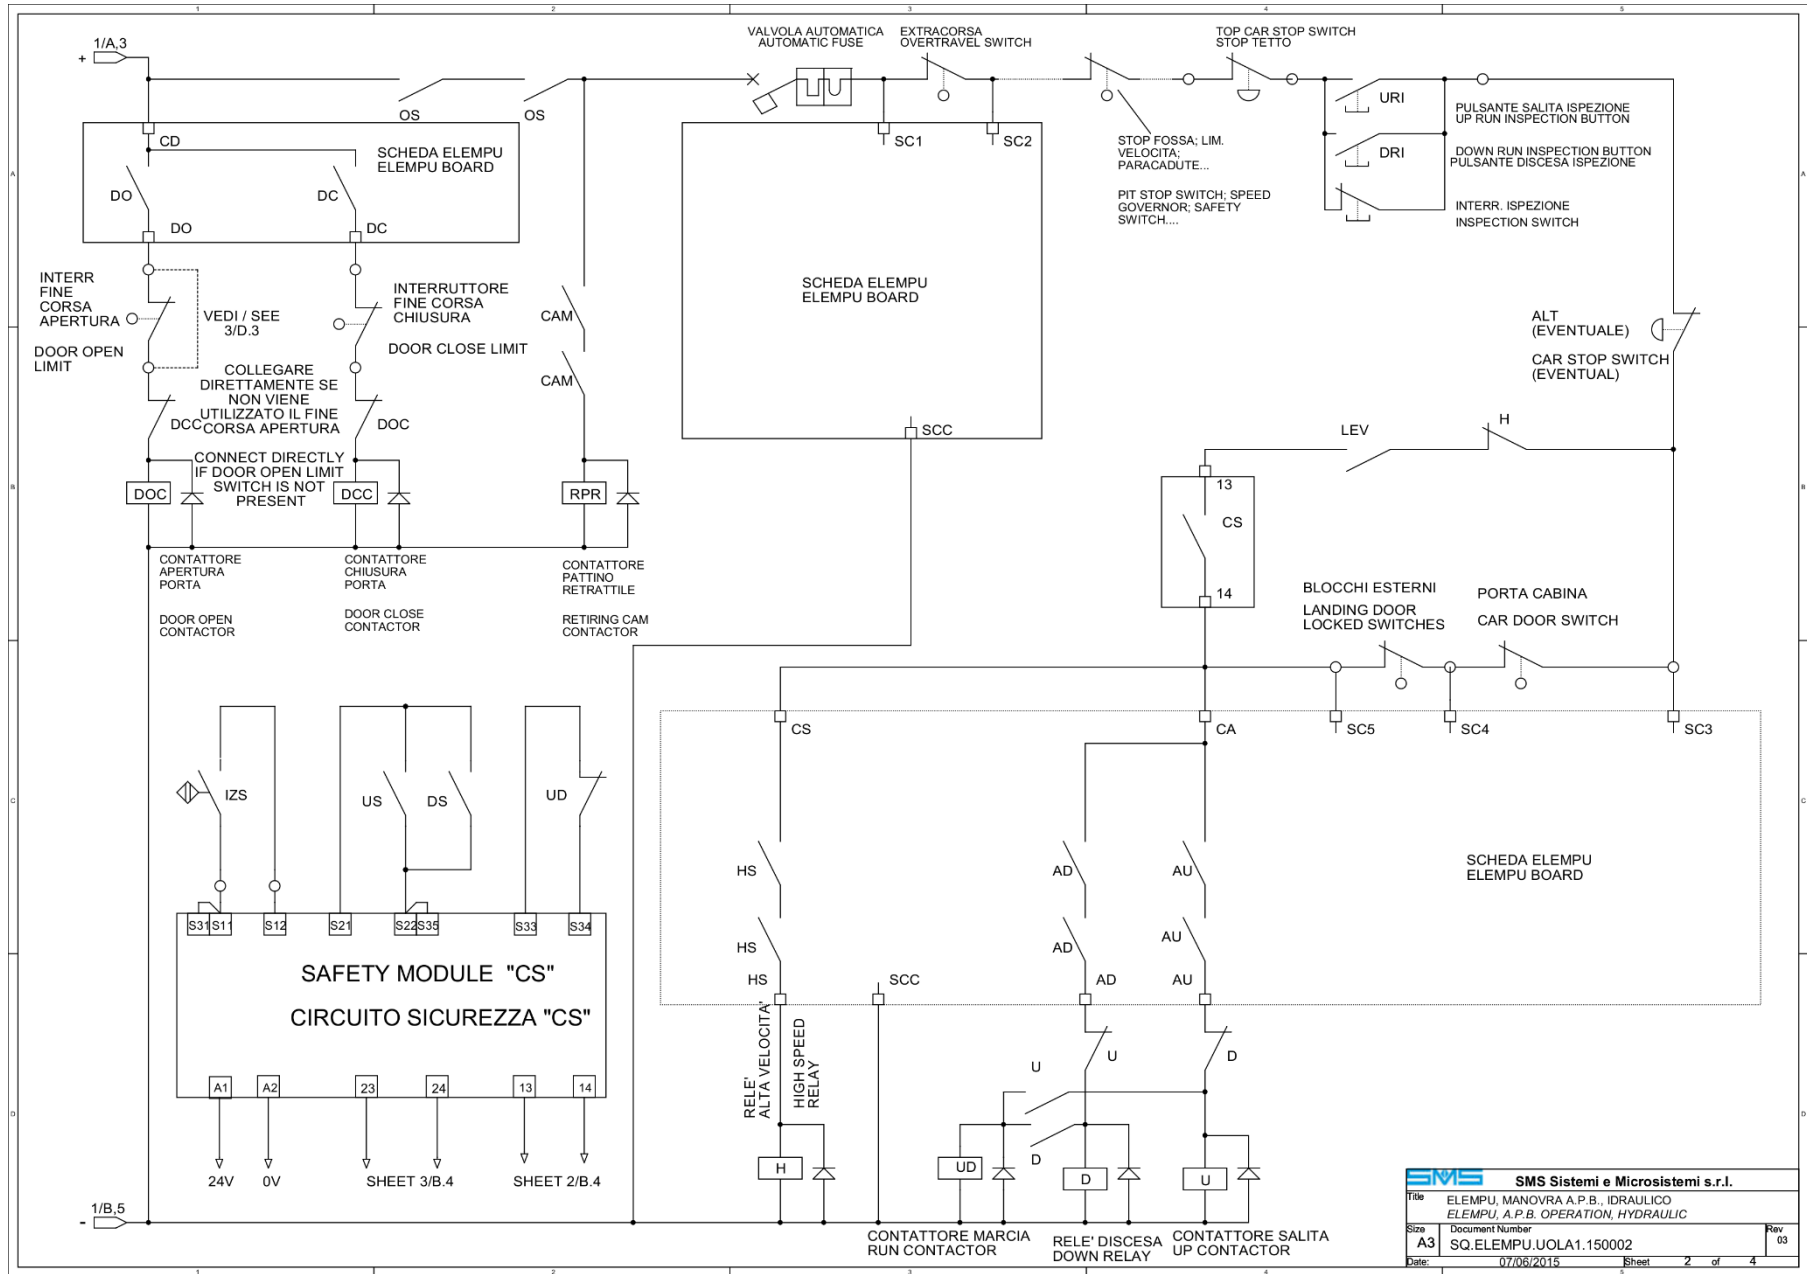 1 2 3 4 5
1/A,3
+
VALVOLA AUTOMATICA
AUTOMATIC FUSE
EXTRACORSA
OVERTRAVEL SWITCH
TOP CAR STOP SWITCH
STOP TETTO
OS
OS
CD
SCHEDA ELEMPU
ELEMPU BOARD
DO
DC
DO
DC
SC1
SC2
STOP FOSSA; LIM.
VELOCITA;
PARACADUTE...
PIT STOP SWITCH; SPEED
GOVERNOR; SAFETY
SWITCH....
URI
PULSANTE SALITA ISPEZIONE
UP RUN INSPECTION BUTTON
DRI
DOWN RUN INSPECTION BUTTON
PULSANTE DISCESA ISPEZIONE
INTERR. ISPEZIONE
INSPECTION SWITCH
A
A
INTERR
FINE
CORSA
APERTURA
DOOR OPEN
LIMIT
VEDI / SEE
3/D.3
INTERRUTTORE
FINE CORSA
CHIUSURA
DOOR CLOSE LIMIT
CAM
CAM
SCHEDA ELEMPU
ELEMPU BOARD
ALT
(EVENTUALE)
CAR STOP SWITCH
(EVENTUAL)
COLLEGARE
DIRETTAMENTE SE
NON VIENE
UTILIZZATO IL FINE
CORSA APERTURA
CONNECT DIRECTLY
IF DOOR OPEN LIMIT
SWITCH IS NOT
PRESENT
DCC
DOC
SCC
LEV
H
B
B
DOC
DCC
RPR
13
CS
14
CONTATTORE
APERTURA
PORTA
DOOR OPEN
CONTACTOR
CONTATTORE
CHIUSURA
PORTA
DOOR CLOSE
CONTACTOR
CONTATTORE
PATTINO
RETRATTILE
RETIRING CAM
CONTACTOR
BLOCCHI ESTERNI
LANDING DOOR
LOCKED SWITCHES
PORTA CABINA
CAR DOOR SWITCH
CS
CA
SC5
SC4
SC3
IZS
US
DS
UD
C
C
HS
AD
AU
SCHEDA ELEMPU
ELEMPU BOARD
S31 S11 S12 S21 S22 S35 S33 S34
HS
AD
AU
HS
SCC
AD
AU
SAFETY MODULE "CS"
CIRCUITO SICUREZZA "CS"
RELE'
ALTA VELOCITA'
HIGH SPEED
RELAY
U
U
D
D
A1 A2 23 24 13 14
D
D
24V
0V
SHEET 3/B.4
SHEET 2/B.4
H
UD
D
U
1/B,5
-
CONTATTORE MARCIA
RUN CONTACTOR
RELE' DISCESA
DOWN RELAY
CONTATTORE SALITA
UP CONTACTOR
SMS
SMS Sistemi e Microsistemi s.r.l.
Title
ELEMPU, MANOVRA A.P.B., IDRAULICO
ELEMPU, A.P.B. OPERATION, HYDRAULIC
Size Document Number Rev
A3 SQ.ELEMPU.UOLA1.150002 03
Date: 07/06/2015 Sheet 2 of 4
1 2 3 4 5